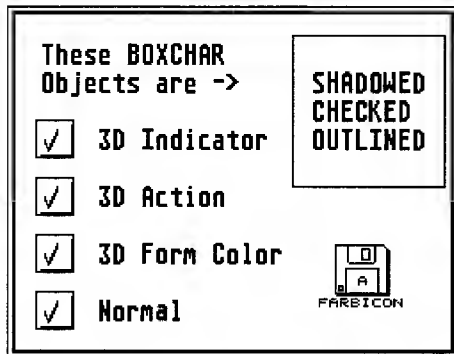 These BOXCHAR
Objects are ->
SHADOWED
CHECKED
OUTLINED
3D Indicator
3D Action
3D Form Color
Normal
A
FARBICON